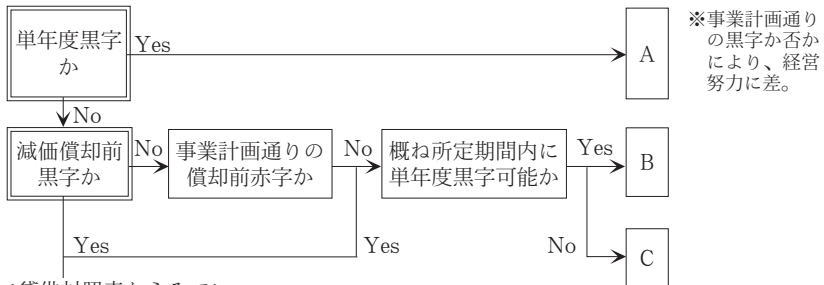 単年度黒字
か
Yes
A
※事業計画通り
の黒字か否か
により、経営
努力に差。
No
減価償却前
黒字か
No
事業計画通りの
償却前赤字か
No
概ね所定期間内に
単年度黒字可能か
Yes
B
Yes
Yes
No
C